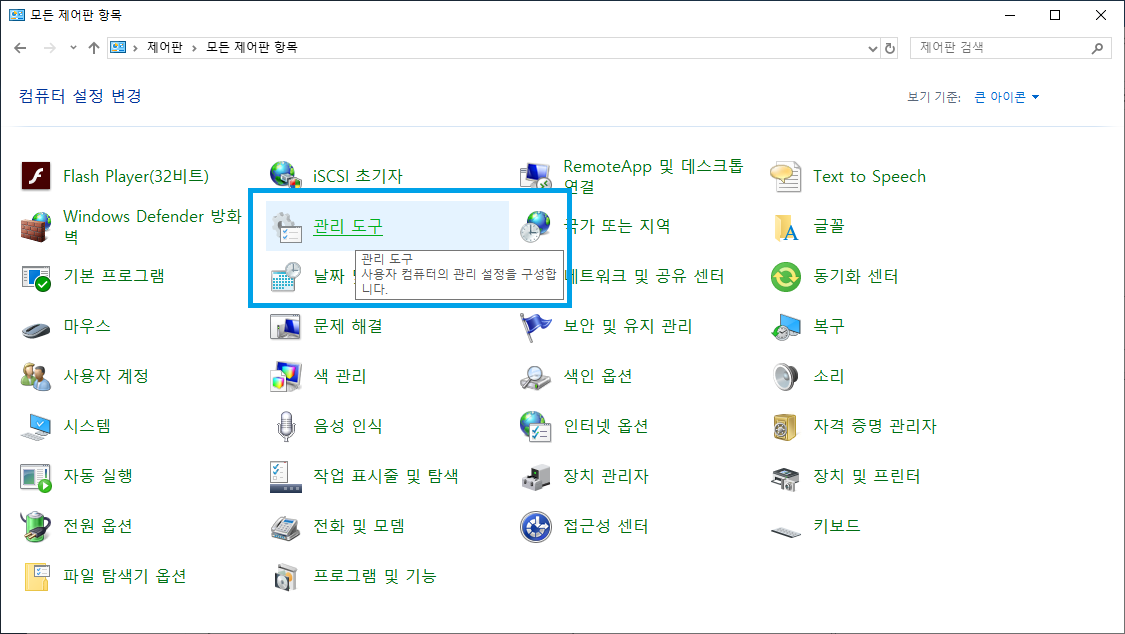 모든 제어판 항목
제어판 > 모든 제어판 항목
제어판 검색
컴퓨터 설정 변경
보기 기준: 큰 아이콘
Flash Player(32비트)
iSCSI 초기자
RemoteApp 및 데스크톱
연결
Text to Speech
Windows Defender 방화
벽
관리 도구
국가 또는 지역
글꼴
기본 프로그램
날짜
관리 도구
사용자 컴퓨터의 관리 설정을 구성합
니다.
네트워크 및 공유 센터
동기화 센터
마우스
문제 해결
보안 및 유지 관리
복구
사용자 계정
색 관리
색인 옵션
소리
시스템
음성 인식
인터넷 옵션
자격 증명 관리자
자동 실행
작업 표시줄 및 탐색
장치 관리자
장치 및 프린터
전원 옵션
전화 및 모뎀
접근성 센터
키보드
파일 탐색기 옵션
프로그램 및 기능